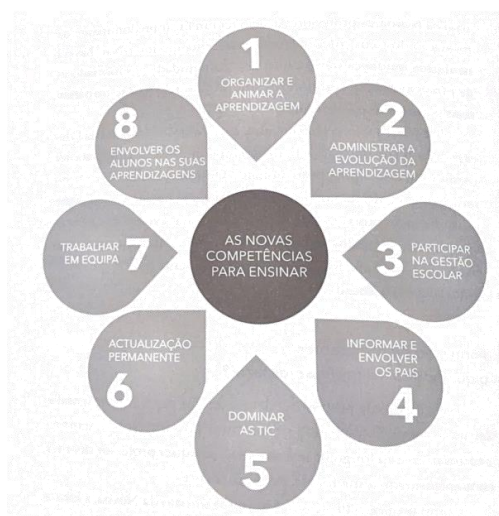 1
ORGANIZAR E
ANIMAR A
APRENDIZAGEM
2
ADMINISTRAR A
EVOLUÇÃO DA
APRENDIZAGEM
3
PARTICIPAR
NA GESTÃO
ESCOLAR
INFORMAR E
ENVOLVER
OS PAIS
4
DOMINAR
AS TIC
5
ACTUALIZAÇÃO
PERMANENTE
6
TRABALHAR
EM EQUIPA
7
8
ENVOLVER OS
ALUNOS NAS SUAS
APRENDIZAGENS
AS NOVAS
COMPETÊNCIAS
PARA ENSINAR